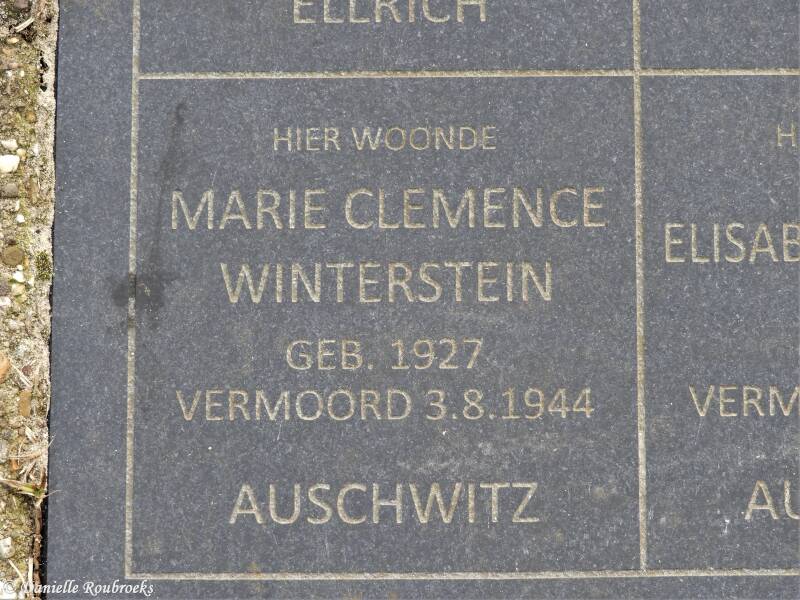 ELLRICH
HIER WOONDE
MARIE CLEMENCE
WINTERSTEIN
GEB. 1927
VERMOORD 3.8.1944
AUSCHWITZ
H
ELISAB
VERM
AU
© Danielle Roubroeks